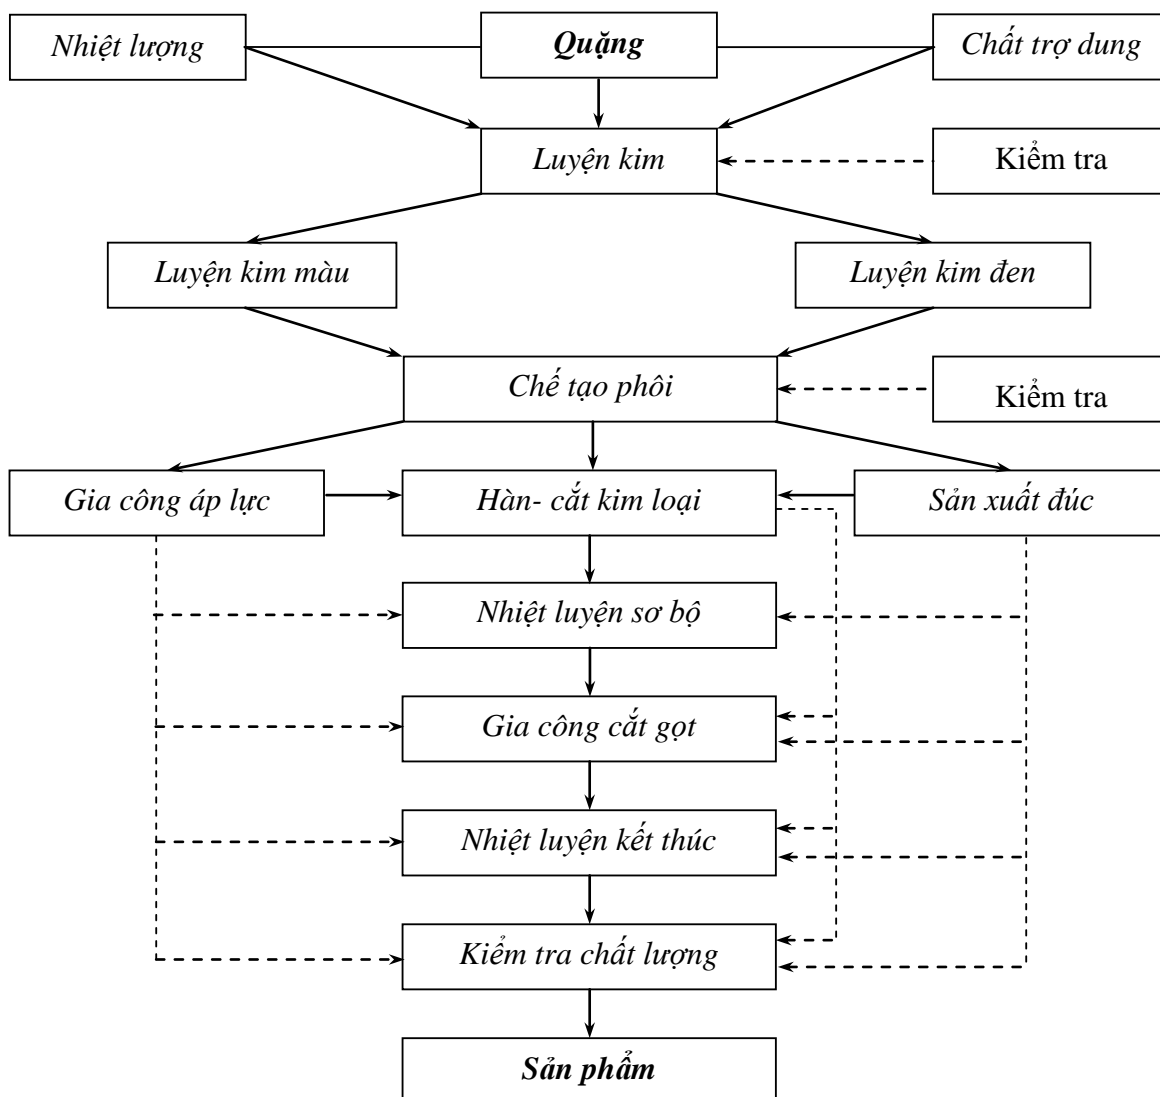 Nhiệt lượng
Quặng
Chất trợ dung
Luyện kim
Kiểm tra
Luyện kim màu
Luyện kim đen
Chế tạo phôi
Kiểm tra
Gia công áp lực
Hàn- cắt kim loại
Sản xuất đúc
Nhiệt luyện sơ bộ
Gia công cắt gọt
Nhiệt luyện kết thúc
Kiểm tra chất lượng
Sản phẩm